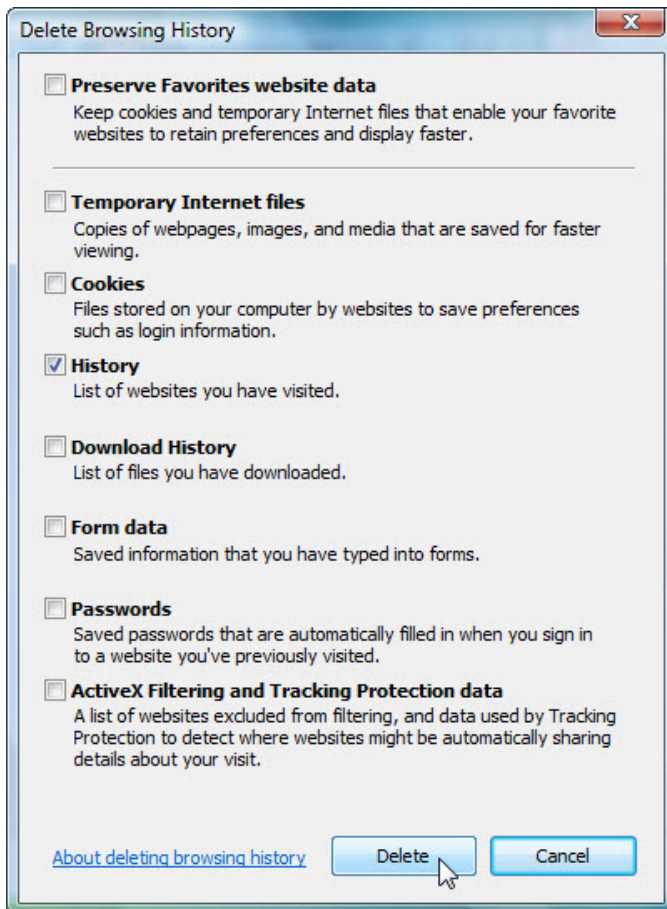 Delete Browsing History
Preserve Favorites website data
Keep cookies and temporary Internet files that enable your favorite
websites to retain preferences and display faster.
Temporary Internet files
Copies of webpages, images, and media that are saved for faster
viewing.
Cookies
Files stored on your computer by websites to save preferences
such as login information.
History
List of websites you have visited.
Download History
List of files you have downloaded.
Form data
Saved information that you have typed into forms.
Passwords
Saved passwords that are automatically filled in when you sign in
to a website you've previously visited.
ActiveX Filtering and Tracking Protection data
A list of websites excluded from filtering, and data used by Tracking
Protection to detect where websites might be automatically sharing
details about your visit.
About deleting browsing history Delete Cancel